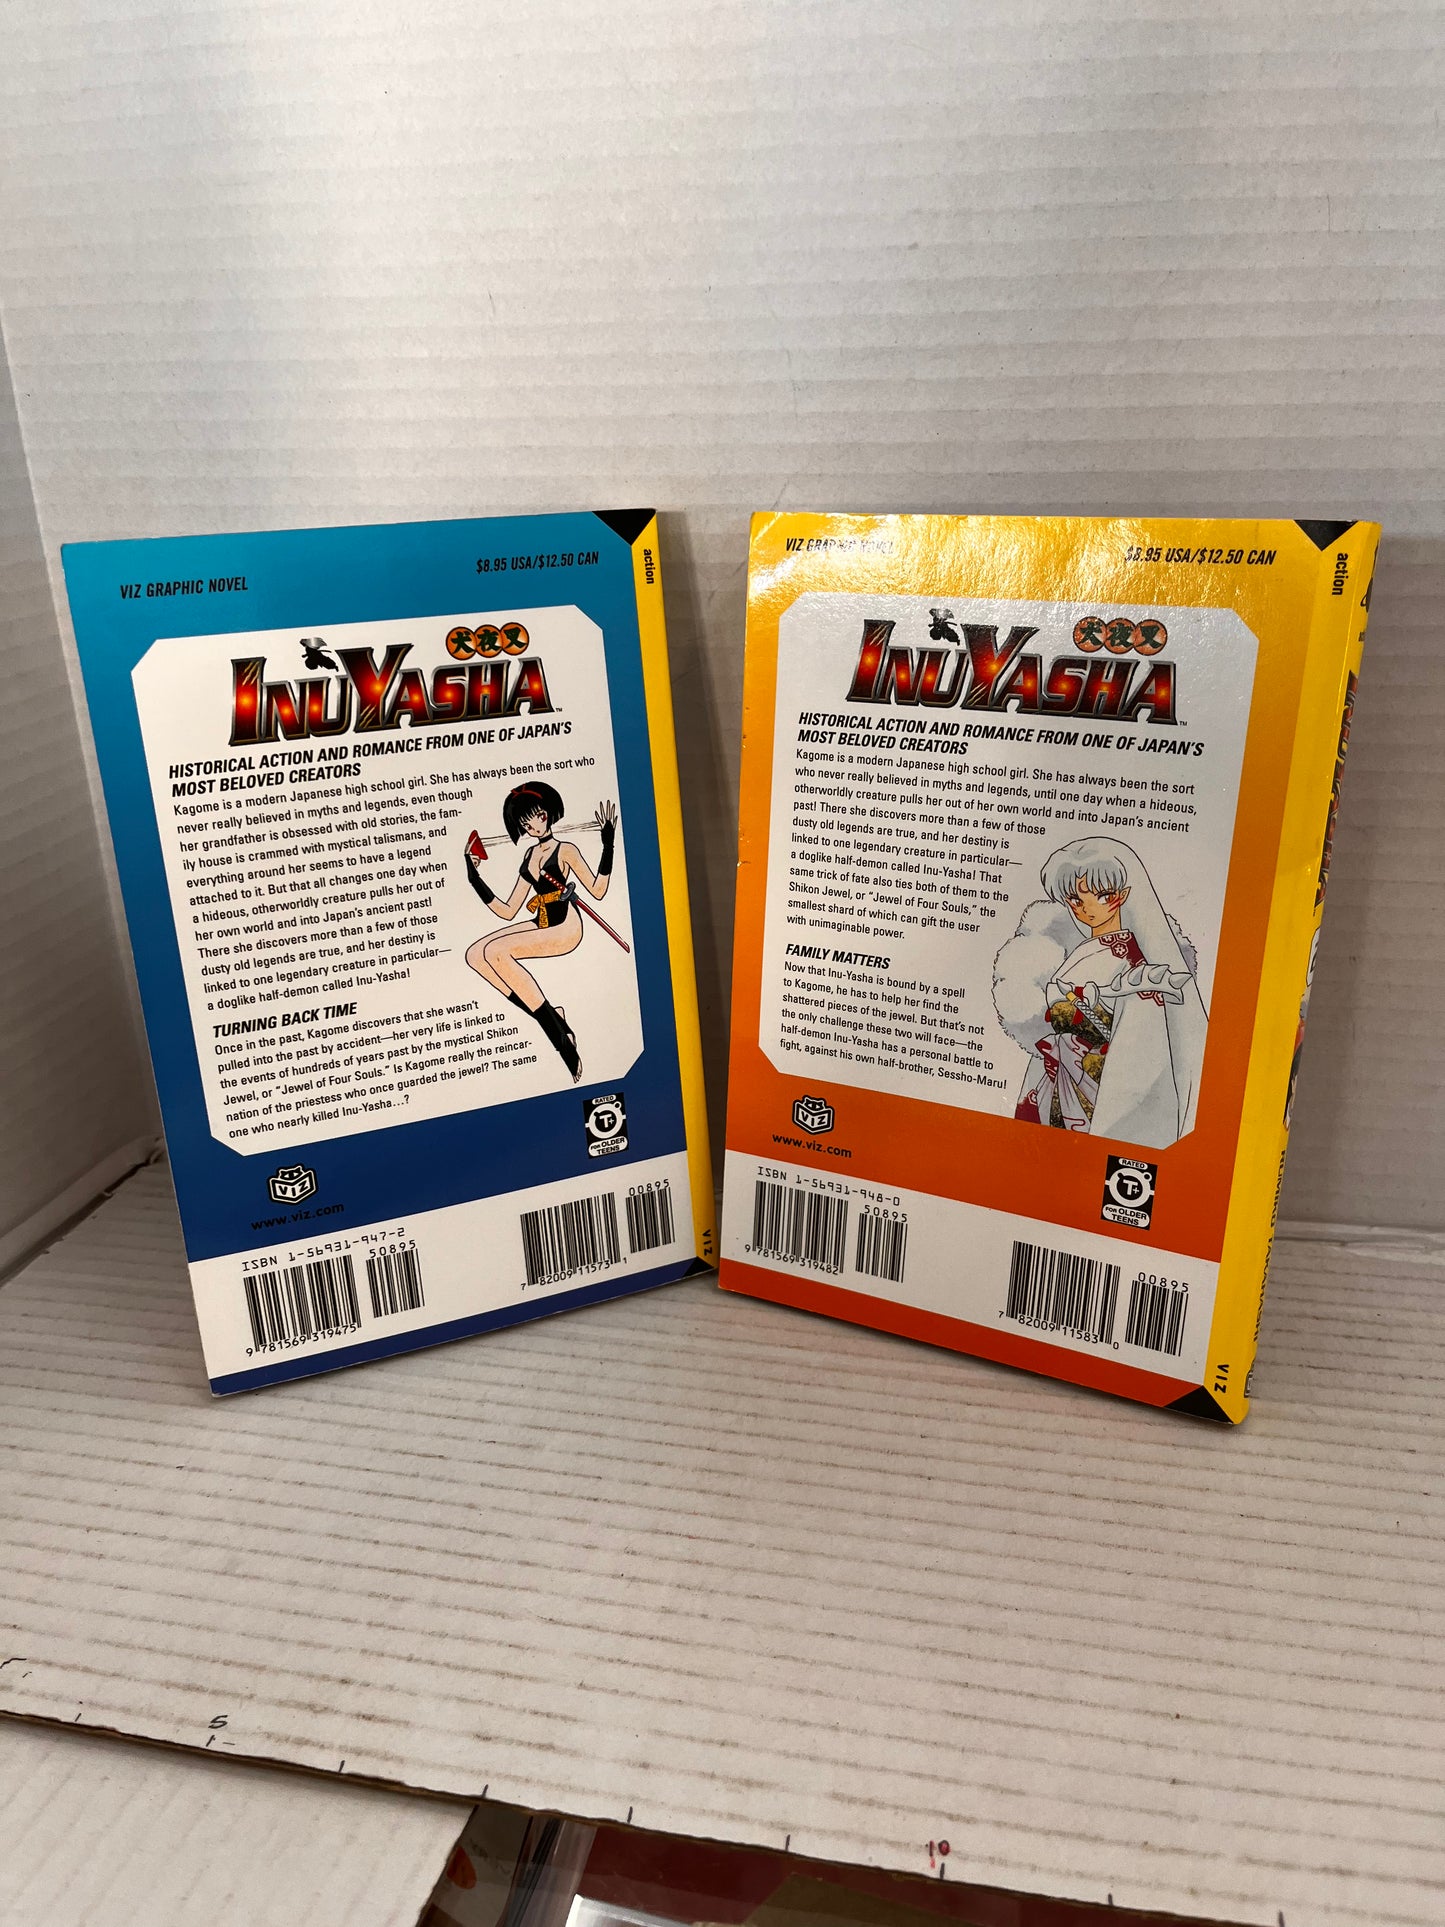 VIZ GRAPHIC NOVEL
$8.95 USA/$12.50 CAN
action
犬夜叉
INUYASHA™
HISTORICAL ACTION AND ROMANCE FROM ONE OF JAPAN'S
MOST BELOVED CREATORS
Kagome is a modern Japanese high school girl. She has always been the sort who
never really believed in myths and legends, even though
her grandfather is obsessed with old stories, the fam-
ily house is crammed with mystical talismans, and
everything around her seems to have a legend
attached to it. But that all changes one day when
a hideous, otherworldly creature pulls her out of
her own world and into Japan's ancient past!
There she discovers more than a few of those
dusty old legends are true, and her destiny is
linked to one legendary creature in particular—
a doglike half-demon called Inu-Yasha!
TURNING BACK TIME
Once in the past, Kagome discovers that she wasn't
pulled into the past by accident—her very life is linked to
the events of hundreds of years past by the mystical Shikon
Jewel, or "Jewel of Four Souls." Is Kagome really the reincar-
nation of the priestess who once guarded the jewel? The same
one who nearly killed Inu-Yasha...?
RATED
T+
FOR OLDER
TEENS
VIZ
www.viz.com
ISBN 1-56931-947-2
50895
9 781569 319475
00895
7 82009 11573 1
VIZ
VIZ GRAPHIC NOVEL
$8.95 USA/$12.50 CAN
action
犬夜叉
INUYASHA™
HISTORICAL ACTION AND ROMANCE FROM ONE OF JAPAN'S
MOST BELOVED CREATORS
Kagome is a modern Japanese high school girl. She has always been the sort
who never really believed in myths and legends, until one day when a hideous,
otherworldly creature pulls her out of her own world and into Japan's ancient
past! There she discovers more than a few of those
dusty old legends are true, and her destiny is
linked to one legendary creature in particular—
a doglike half-demon called Inu-Yasha! That
same trick of fate also ties both of them to the
Shikon Jewel, or "Jewel of Four Souls," the
smallest shard of which can gift the user
with unimaginable power.
FAMILY MATTERS
Now that Inu-Yasha is bound by a spell
to Kagome, he has to help her find the
shattered pieces of the jewel. But that's not
the only challenge these two will face—the
half-demon Inu-Yasha has a personal battle to
fight, against his own half-brother, Sessho-Maru!
VIZ
www.viz.com
RATED
T+
FOR OLDER
TEENS
ISBN 1-56931-948-0
50895
9 781569 319482
00895
7 82009 11583 0
VIZ
INUYASHA
RUMIKO TAKAHASHI
5
10